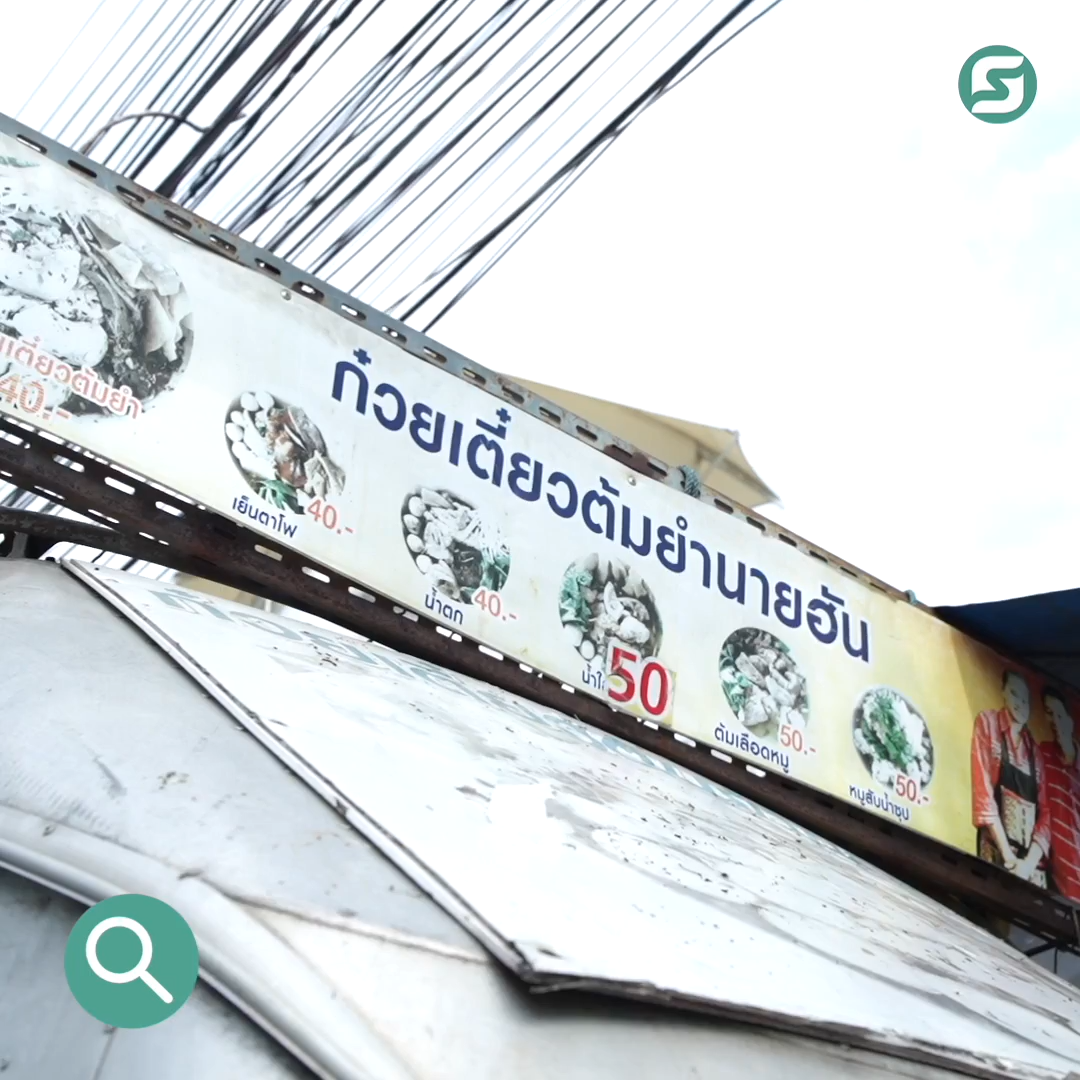 ก๋วยเตี๋ยวต้มยำนายฮัน
ยเตี๋ยวต้มยำ
40.-
เย็นตาโฟ 40.-
น้ำตก 40.-
50
ต้มเลือดหมู 50.-
หมูสับน้ำซุป 50.-